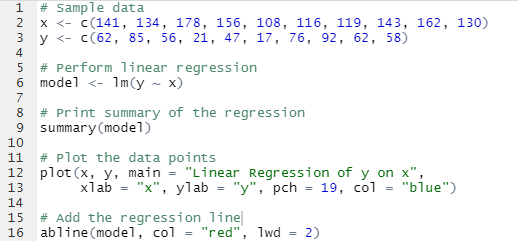 1 # Sample data
2 x <- c(141, 134, 178, 156, 108, 116, 119, 143, 162, 130)
3 y <- c(62, 85, 56, 21, 47, 17, 76, 92, 62, 58)
4
5 # Perform linear regression
6 model <- lm(y ~ x)
7
8 # Print summary of the regression
9 summary(model)
10
11 # Plot the data points
12 plot(x, y, main = "Linear Regression of y on x",
13      xlab = "x", ylab = "y", pch = 19, col = "blue")
14
15 # Add the regression line
16 abline(model, col = "red", lwd = 2)